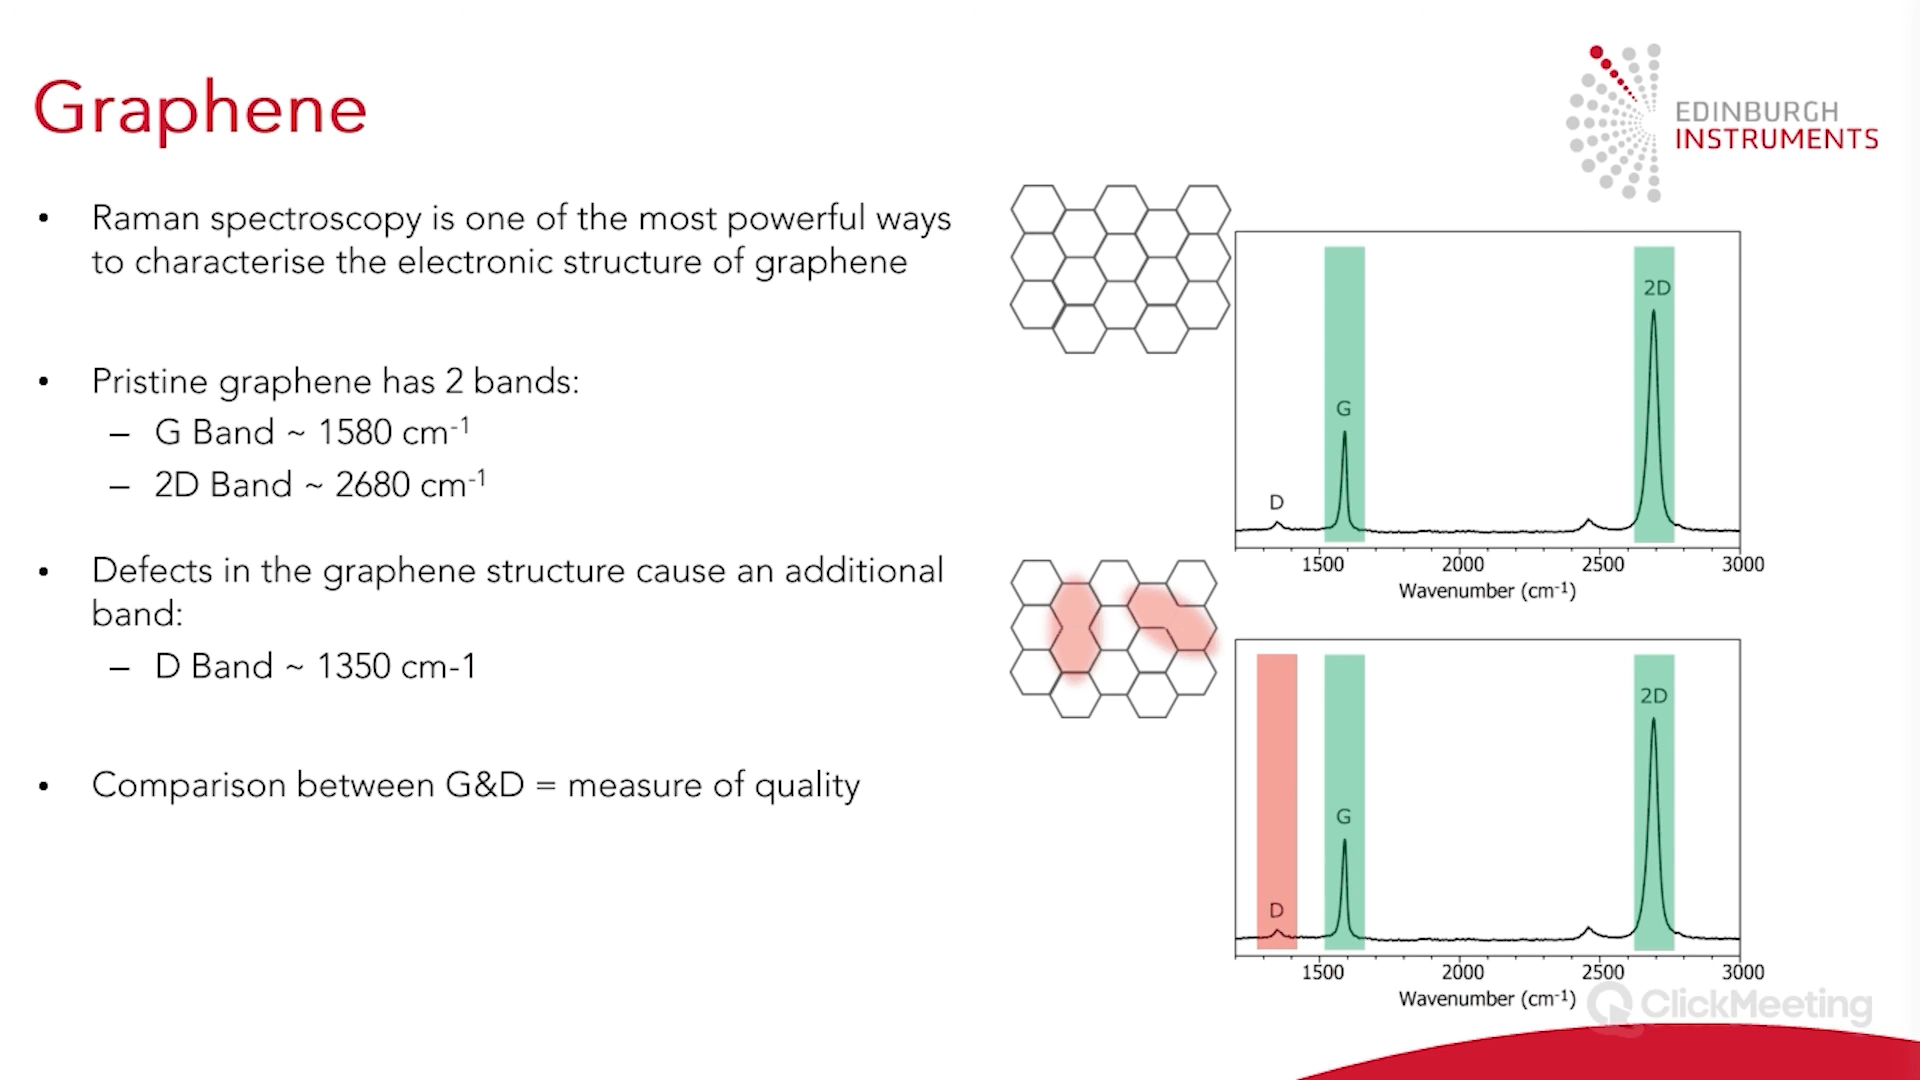 Graphene
EDINBURGH
INSTRUMENTS
• Raman spectroscopy is one of the most powerful ways
to characterise the electronic structure of graphene
• Pristine graphene has 2 bands:
– G Band ~ 1580 cm⁻¹
– 2D Band ~ 2680 cm⁻¹
• Defects in the graphene structure cause an additional
band:
– D Band ~ 1350 cm-1
• Comparison between G&D = measure of quality
2D
G
D
1500 2000 2500 3000
Wavenumber (cm⁻¹)
2D
G
D
1500 2000 2500 3000
Wavenumber (cm⁻¹)
ClickMeeting